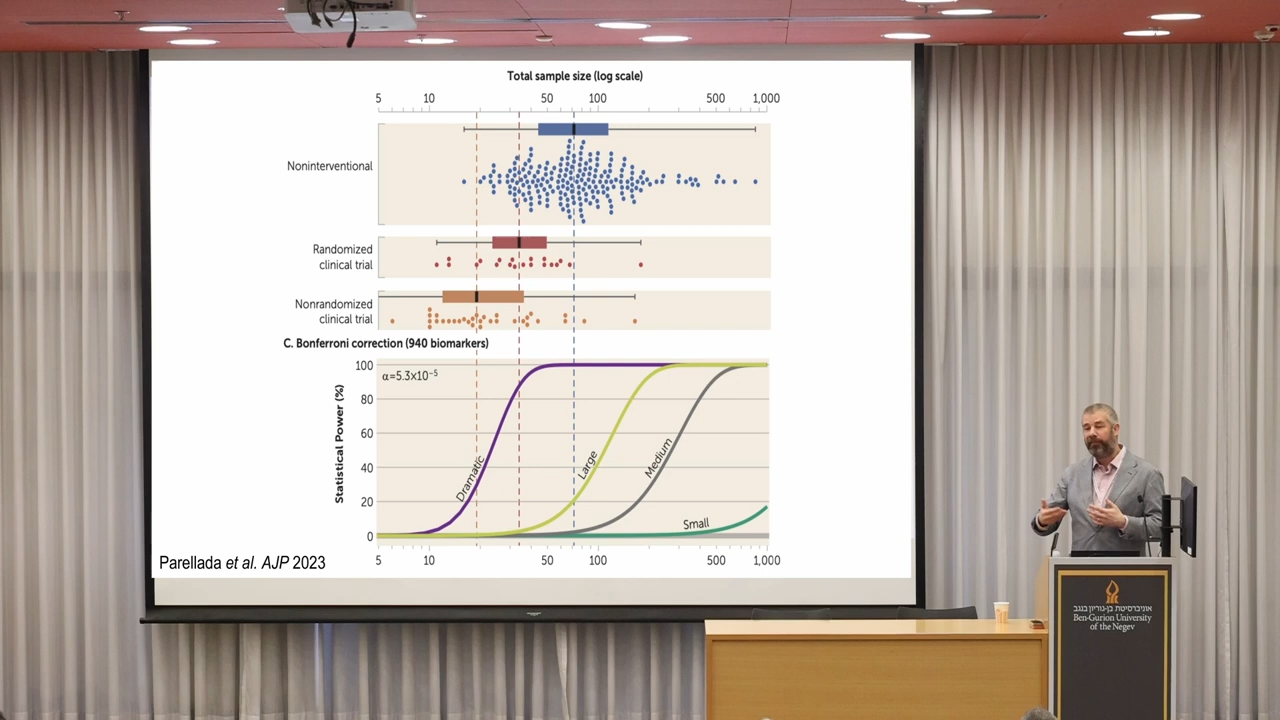 Total sample size (log scale)
5 10 50 100 500 1,000
Noninterventional
Randomized
clinical trial
Nonrandomized
clinical trial
C. Bonferroni correction (940 biomarkers)
α=5.3x10⁻⁵
Statistical Power (%)
100
80
60
40
20
0
Dramatic
Large
Medium
Small
5 10 50 100 500 1,000
Parellada et al. AJP 2023
אוניברסיטת בן-גוריון בנגב
Ben-Gurion University
of the Negev